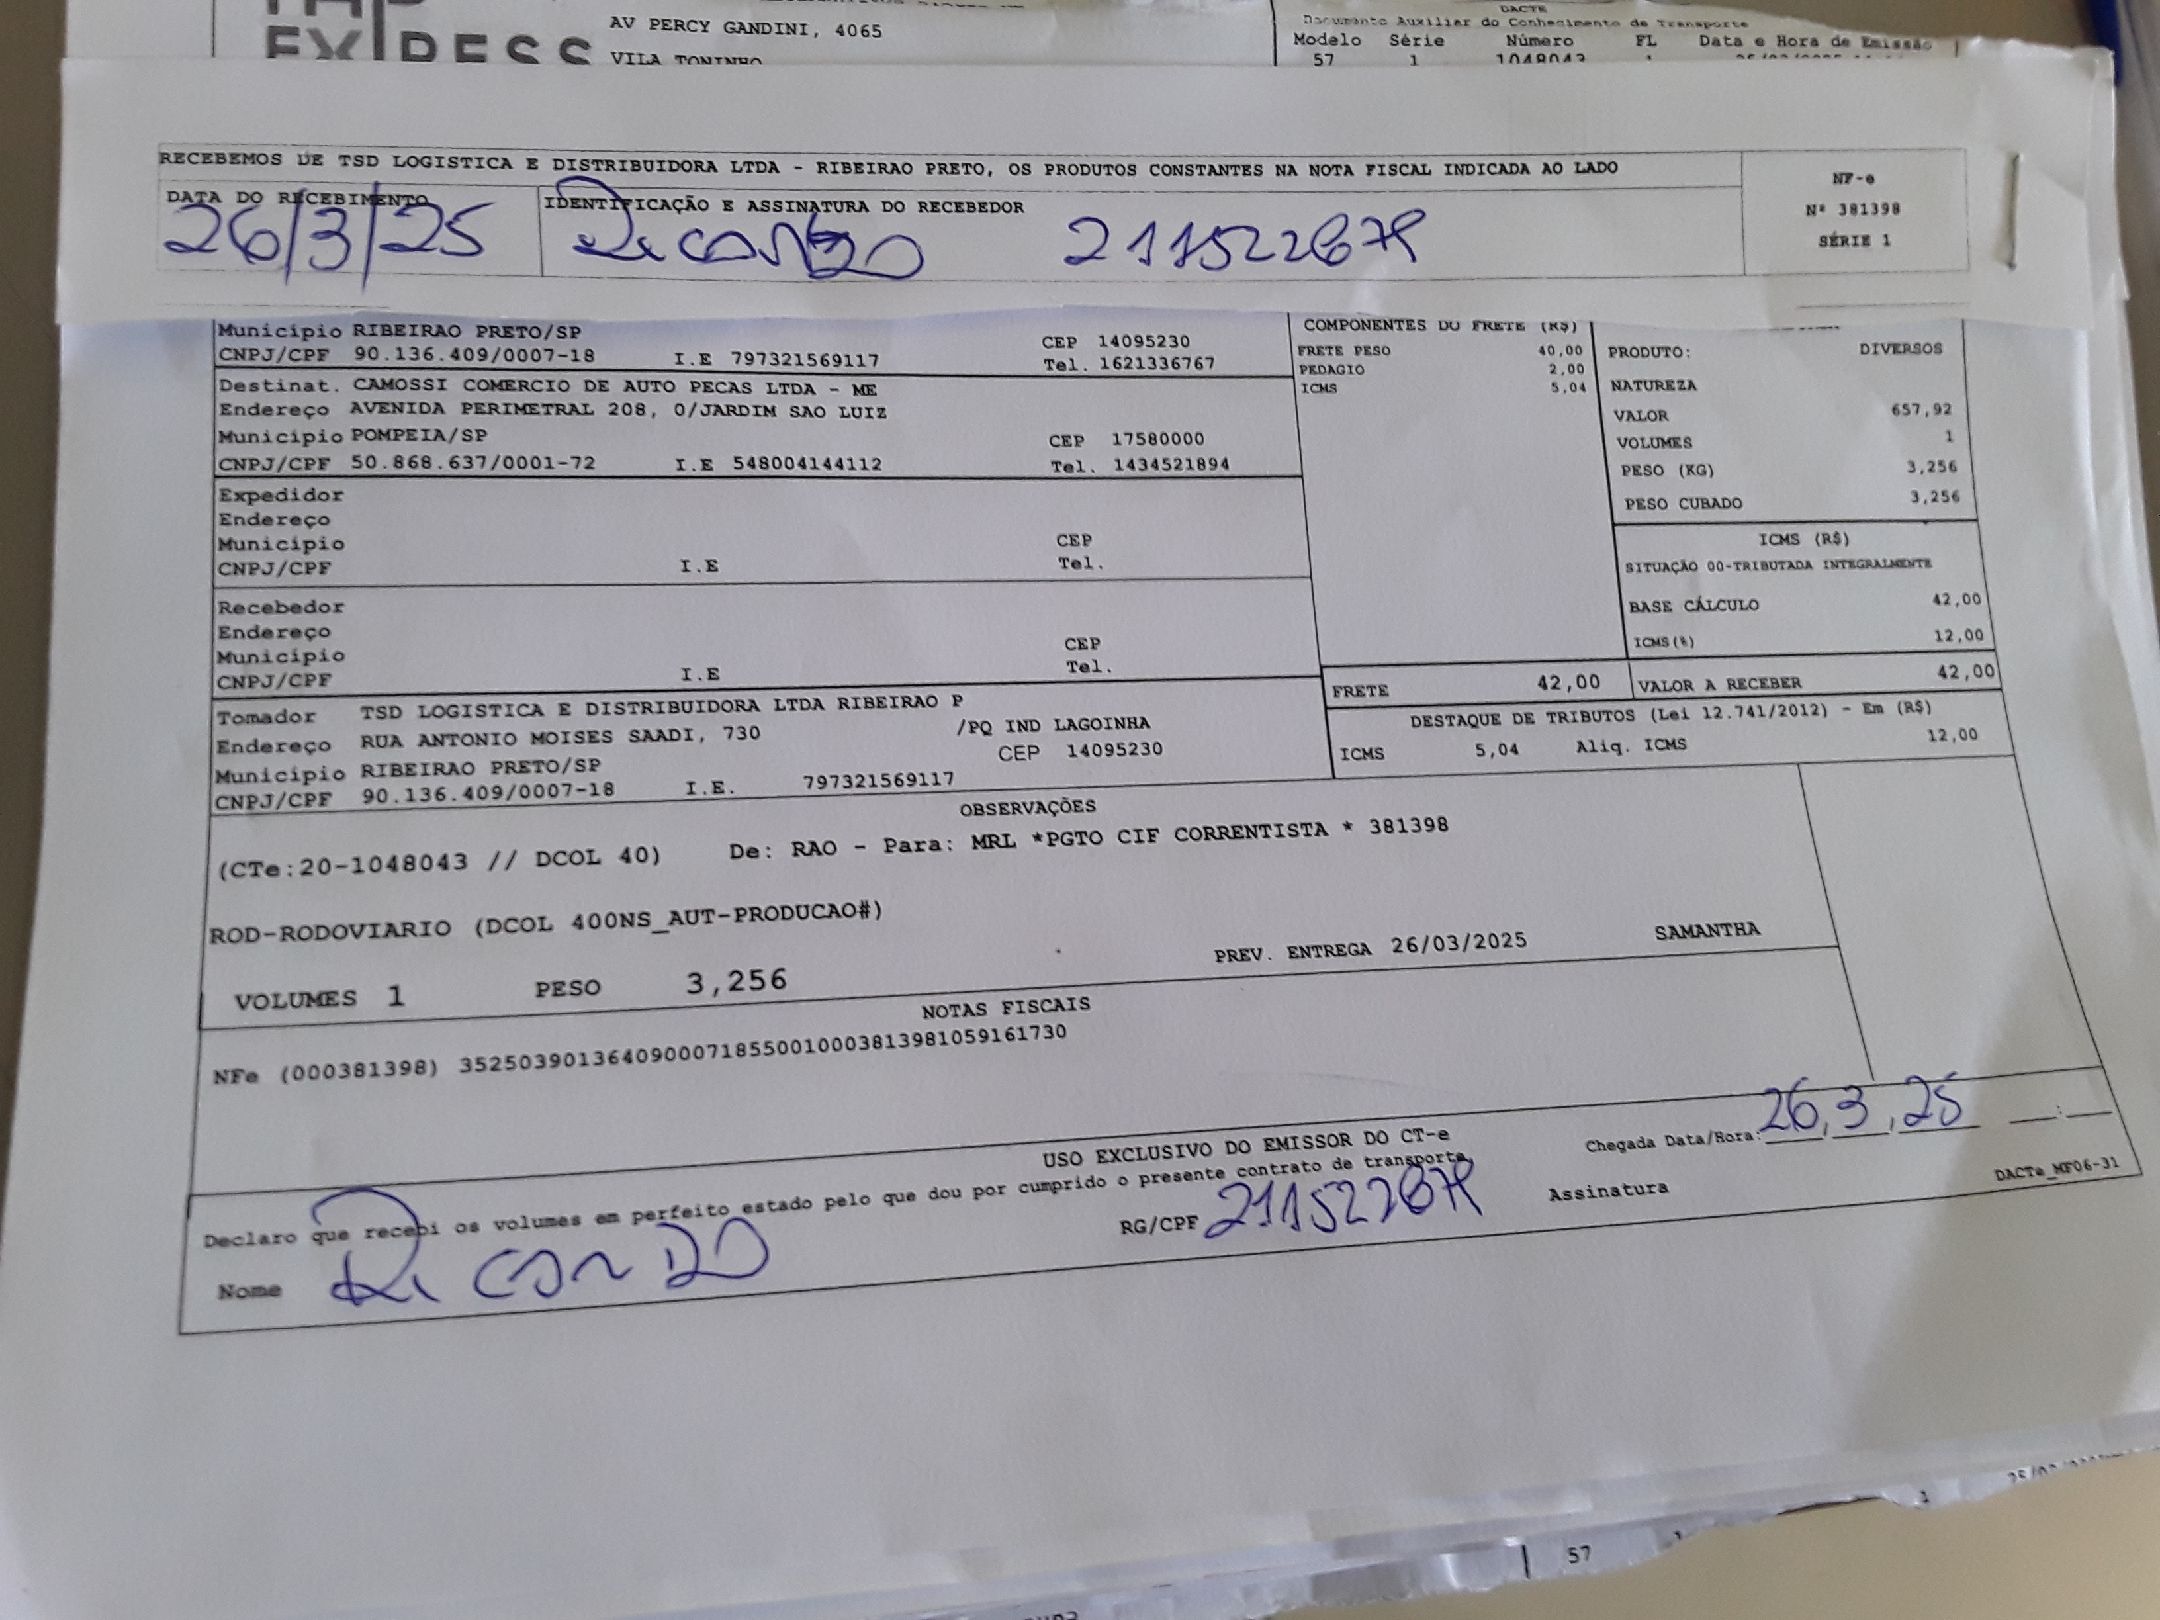 EXPRESS
AV PERCY GANDINI, 4065
VILA TONINHO
DACTE
Documento Auxiliar do Conhecimento de Transporte
Modelo Série Número FL Data e Hora de Emissão
57 1 1048043
RECEBEMOS DE TSD LOGISTICA E DISTRIBUIDORA LTDA - RIBEIRAO PRETO, OS PRODUTOS CONSTANTES NA NOTA FISCAL INDICADA AO LADO
DATA DO RECEBIMENTO
26/3/25
IDENTIFICAÇÃO E ASSINATURA DO RECEBEDOR
NF-e
Nº 381398
SÉRIE 1
Município RIBEIRAO PRETO/SP CEP 14095230
CNPJ/CPF 90.136.409/0007-18 I.E 797321569117 Tel. 1621336767
Destinat. CAMOSSI COMERCIO DE AUTO PECAS LTDA - ME
Endereço AVENIDA PERIMETRAL 208, 0/JARDIM SAO LUIZ
Município POMPEIA/SP CEP 17580000
CNPJ/CPF 50.868.637/0001-72 I.E 548004144112 Tel. 1434521894
Expedidor
Endereço
Município CEP
CNPJ/CPF I.E Tel.
Recebedor
Endereço
Município CEP
CNPJ/CPF I.E Tel.
Tomador TSD LOGISTICA E DISTRIBUIDORA LTDA RIBEIRAO P
Endereço RUA ANTONIO MOISES SAADI, 730 /PQ IND LAGOINHA
Município RIBEIRAO PRETO/SP CEP 14095230
CNPJ/CPF 90.136.409/0007-18 I.E. 797321569117
COMPONENTES DO FRETE (R$)
FRETE PESO 40,00
PEDAGIO 2,00
ICMS 5,04
PRODUTO: DIVERSOS
NATUREZA
VALOR 657,92
VOLUMES 1
PESO (KG) 3,256
PESO CUBADO 3,256
ICMS (R$)
SITUAÇÃO 00-TRIBUTADA INTEGRALMENTE
BASE CÁLCULO 42,00
ICMS(%) 12,00
FRETE 42,00 VALOR A RECEBER 42,00
DESTAQUE DE TRIBUTOS (Lei 12.741/2012) - Em (R$)
ICMS 5,04 Aliq. ICMS 12,00
OBSERVAÇÕES
(CTe:20-1048043 // DCOL 40) De: RAO - Para: MRL *PGTO CIF CORRENTISTA * 381398
ROD-RODOVIARIO (DCOL 400NS_AUT-PRODUCAO#)
PREV. ENTREGA 26/03/2025 SAMANTHA
VOLUMES 1 PESO 3,256
NOTAS FISCAIS
NFe (000381398) 35250390136409000718550010003813981059161730
USO EXCLUSIVO DO EMISSOR DO CT-e
Chegada Data/Hora: 26,3,25 __:__
Declaro que recebi os volumes em perfeito estado pelo que dou por cumprido o presente contrato de transporte.
Nome
RG/CPF
Assinatura
DACTe_MF06-31
1
57